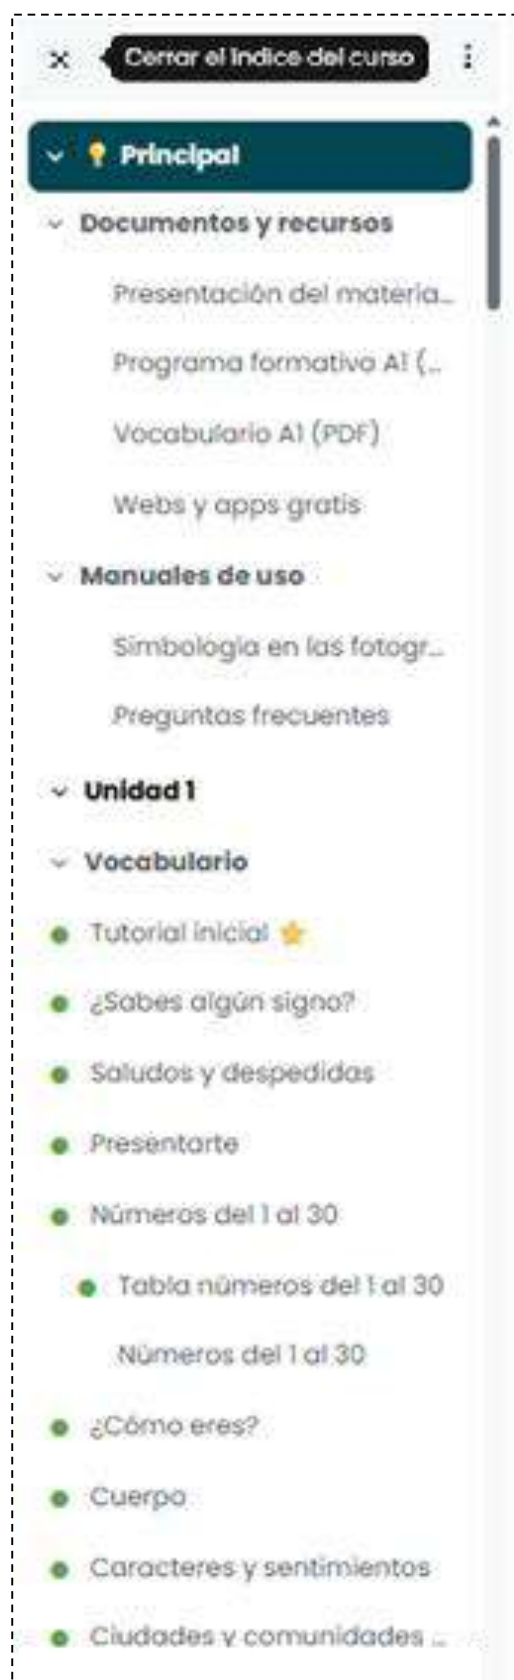 Cerrar el índice del curso
Principal
Documentos y recursos
Presentación del materia...
Programa formativo A1 (...
Vocabulario A1 (PDF)
Webs y apps gratis
Manuales de uso
Simbología en las fotogr...
Preguntas frecuentes
Unidad 1
Vocabulario
Tutorial inicial
¿Sabes algún signo?
Saludos y despedidas
Presentarte
Números del 1 al 30
Tabla números del 1 al 30
Números del 1 al 30
¿Cómo eres?
Cuerpo
Caracteres y sentimientos
Ciudades y comunidades ...